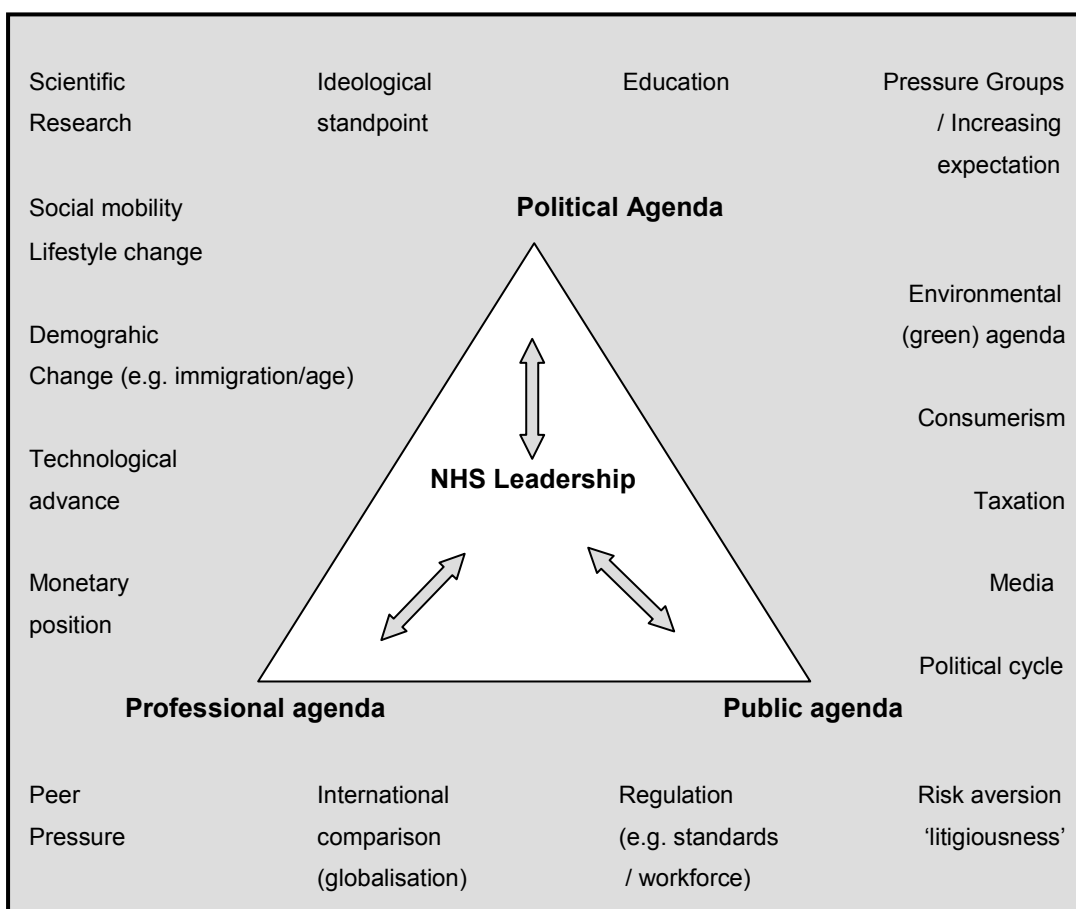 Scientific
Research
Ideological
standpoint
Education
Pressure Groups
/ Increasing
expectation
Social mobility
Lifestyle change
Political Agenda
Environmental
(green) agenda
Demograhic
Change (e.g. immigration/age)
Consumerism
Technological
advance
NHS Leadership
Taxation
Monetary
position
Media
Political cycle
Professional agenda
Public agenda
Peer
Pressure
International
comparison
(globalisation)
Regulation
(e.g. standards
/ workforce)
Risk aversion
‘litigiousness’